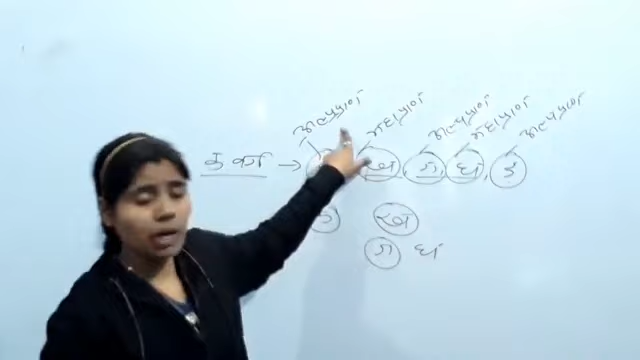 अल्पप्राण महाप्राण अल्पप्राण महाप्राण अल्पप्राण
क वर्ग → ख, ग, घ, ङ
ख
ग घ